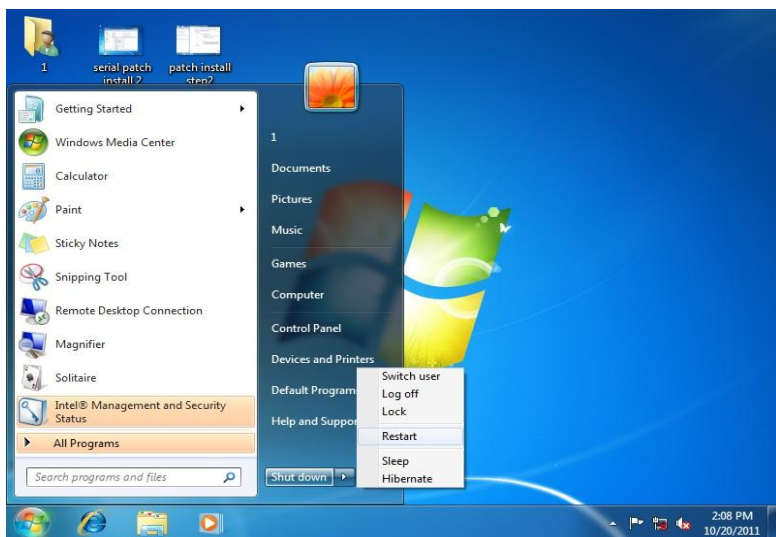 1
serial patch
install 2
patch install
step2
Getting Started
Windows Media Center
Calculator
Paint
Sticky Notes
Snipping Tool
Remote Desktop Connection
Magnifier
Solitaire
Intel® Management and Security
Status
All Programs
Search programs and files
1
Documents
Pictures
Music
Games
Computer
Control Panel
Devices and Printers
Default Program
Help and Suppor
Shut down
Switch user
Log off
Lock
Restart
Sleep
Hibernate
2:08 PM
10/20/2011